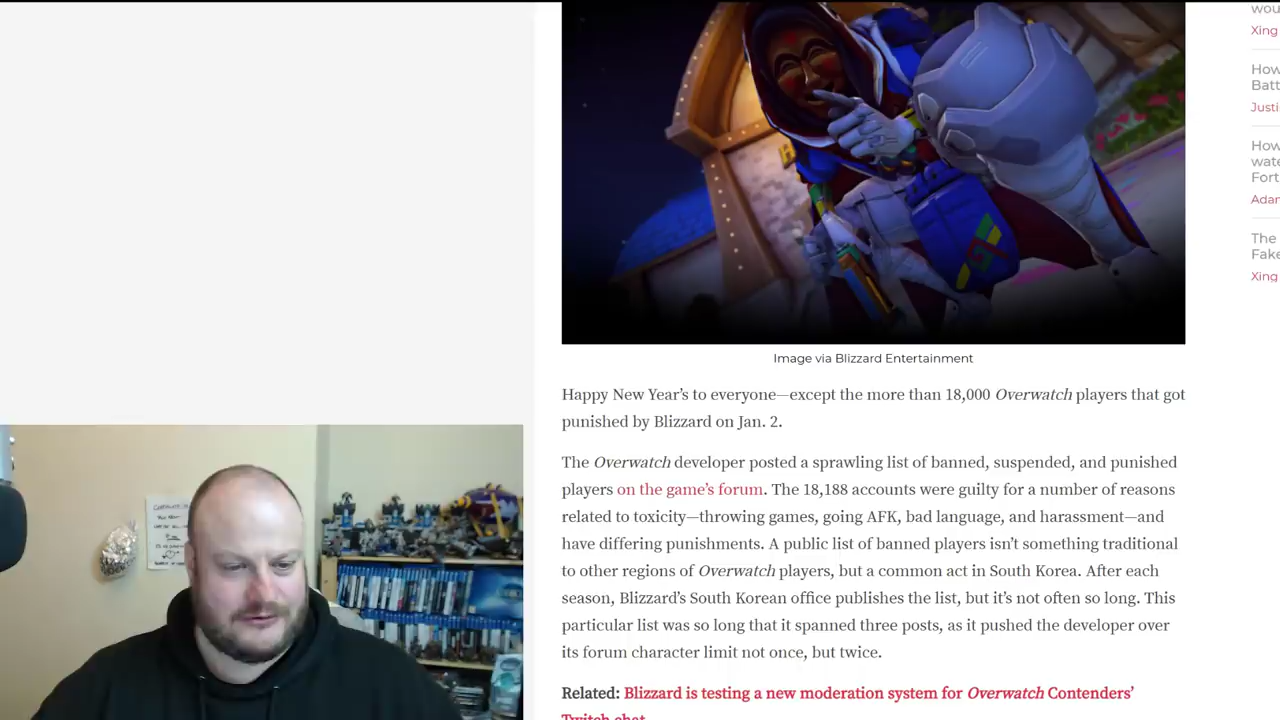 wou
Xing
How
Batt
Justi
How
wate
Fort
Adar
The
Fake
Xing
Image via Blizzard Entertainment
Happy New Year's to everyone—except the more than 18,000 Overwatch players that got
punished by Blizzard on Jan. 2.
The Overwatch developer posted a sprawling list of banned, suspended, and punished
players on the game's forum. The 18,188 accounts were guilty for a number of reasons
related to toxicity—throwing games, going AFK, bad language, and harassment—and
have differing punishments. A public list of banned players isn't something traditional
to other regions of Overwatch players, but a common act in South Korea. After each
season, Blizzard's South Korean office publishes the list, but it's not often so long. This
particular list was so long that it spanned three posts, as it pushed the developer over
its forum character limit not once, but twice.
Related: Blizzard is testing a new moderation system for Overwatch Contenders'
Twitch chat